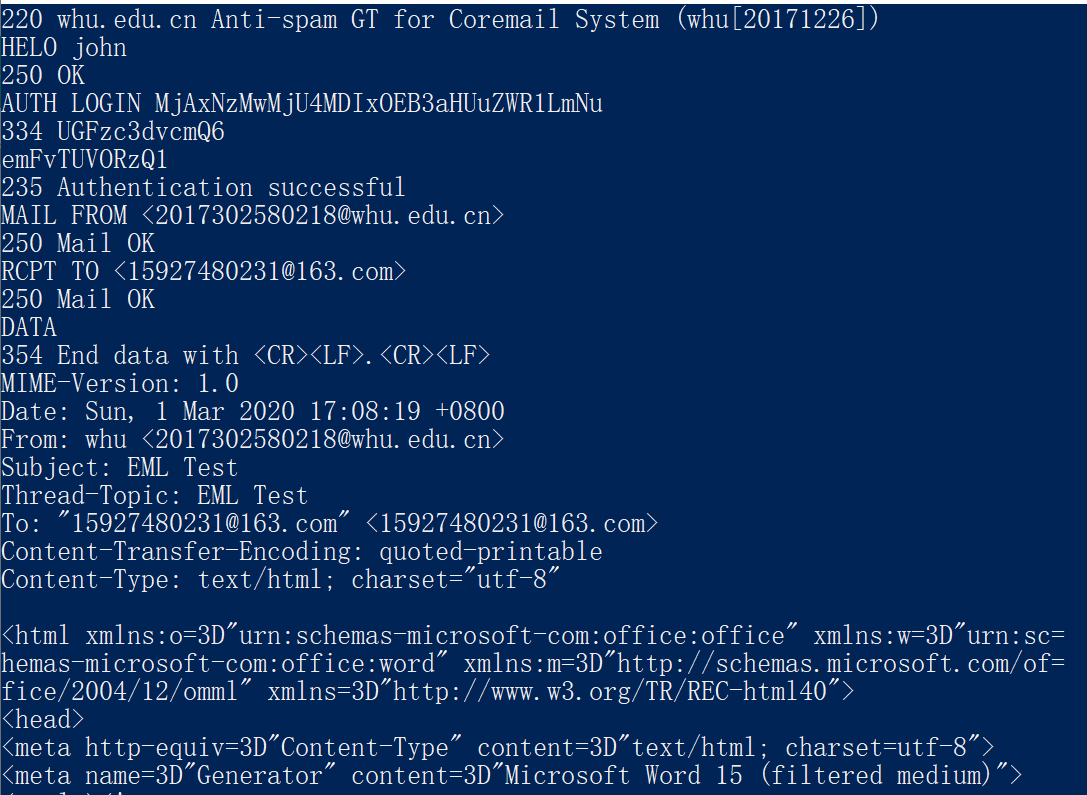 220 whu.edu.cn Anti-spam GT for Coremail System (whu[20171226])
HELO john
250 OK
AUTH LOGIN MjAxNzMwMjU4MDIxOEB3aHUuZWR1LmNu
334 UGFzc3dvcmQ6
emFvTUVORzQ1
235 Authentication successful
MAIL FROM <2017302580218@whu.edu.cn>
250 Mail OK
RCPT TO <15927480231@163.com>
250 Mail OK
DATA
354 End data with <CR><LF>.<CR><LF>
MIME-Version: 1.0
Date: Sun, 1 Mar 2020 17:08:19 +0800
From: whu <2017302580218@whu.edu.cn>
Subject: EML Test
Thread-Topic: EML Test
To: "15927480231@163.com" <15927480231@163.com>
Content-Transfer-Encoding: quoted-printable
Content-Type: text/html; charset="utf-8"

<html xmlns:o=3D"urn:schemas-microsoft-com:office:office" xmlns:w=3D"urn:sc=
hemas-microsoft-com:office:word" xmlns:m=3D"http://schemas.microsoft.com/of=
fice/2004/12/omml" xmlns=3D"http://www.w3.org/TR/REC-html40">
<head>
<meta http-equiv=3D"Content-Type" content=3D"text/html; charset=utf-8">
<meta name=3D"Generator" content=3D"Microsoft Word 15 (filtered medium)">